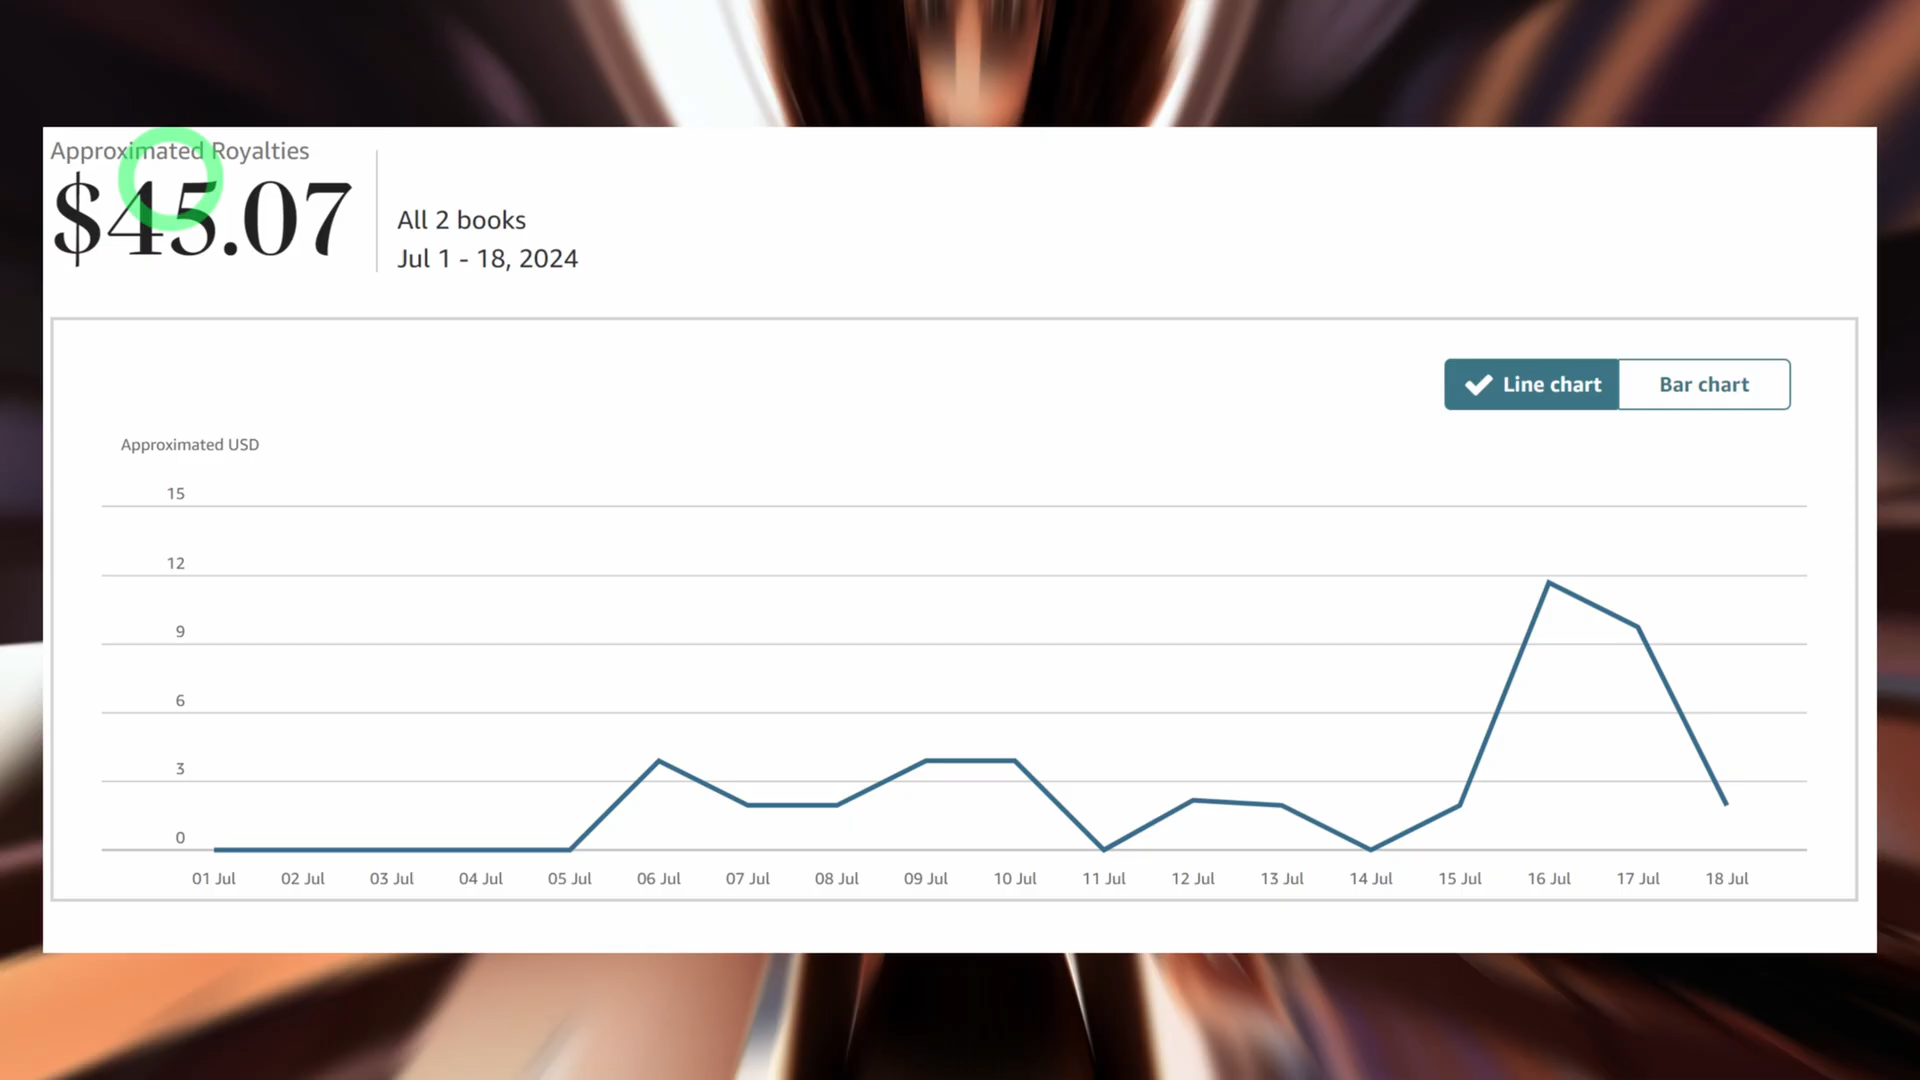 Approximated Royalties
$45.07
All 2 books
Jul 1 - 18, 2024
Line chart
Bar chart
Approximated USD
15
12
9
6
3
0
01 Jul 02 Jul 03 Jul 04 Jul 05 Jul 06 Jul 07 Jul 08 Jul 09 Jul 10 Jul 11 Jul 12 Jul 13 Jul 14 Jul 15 Jul 16 Jul 17 Jul 18 Jul